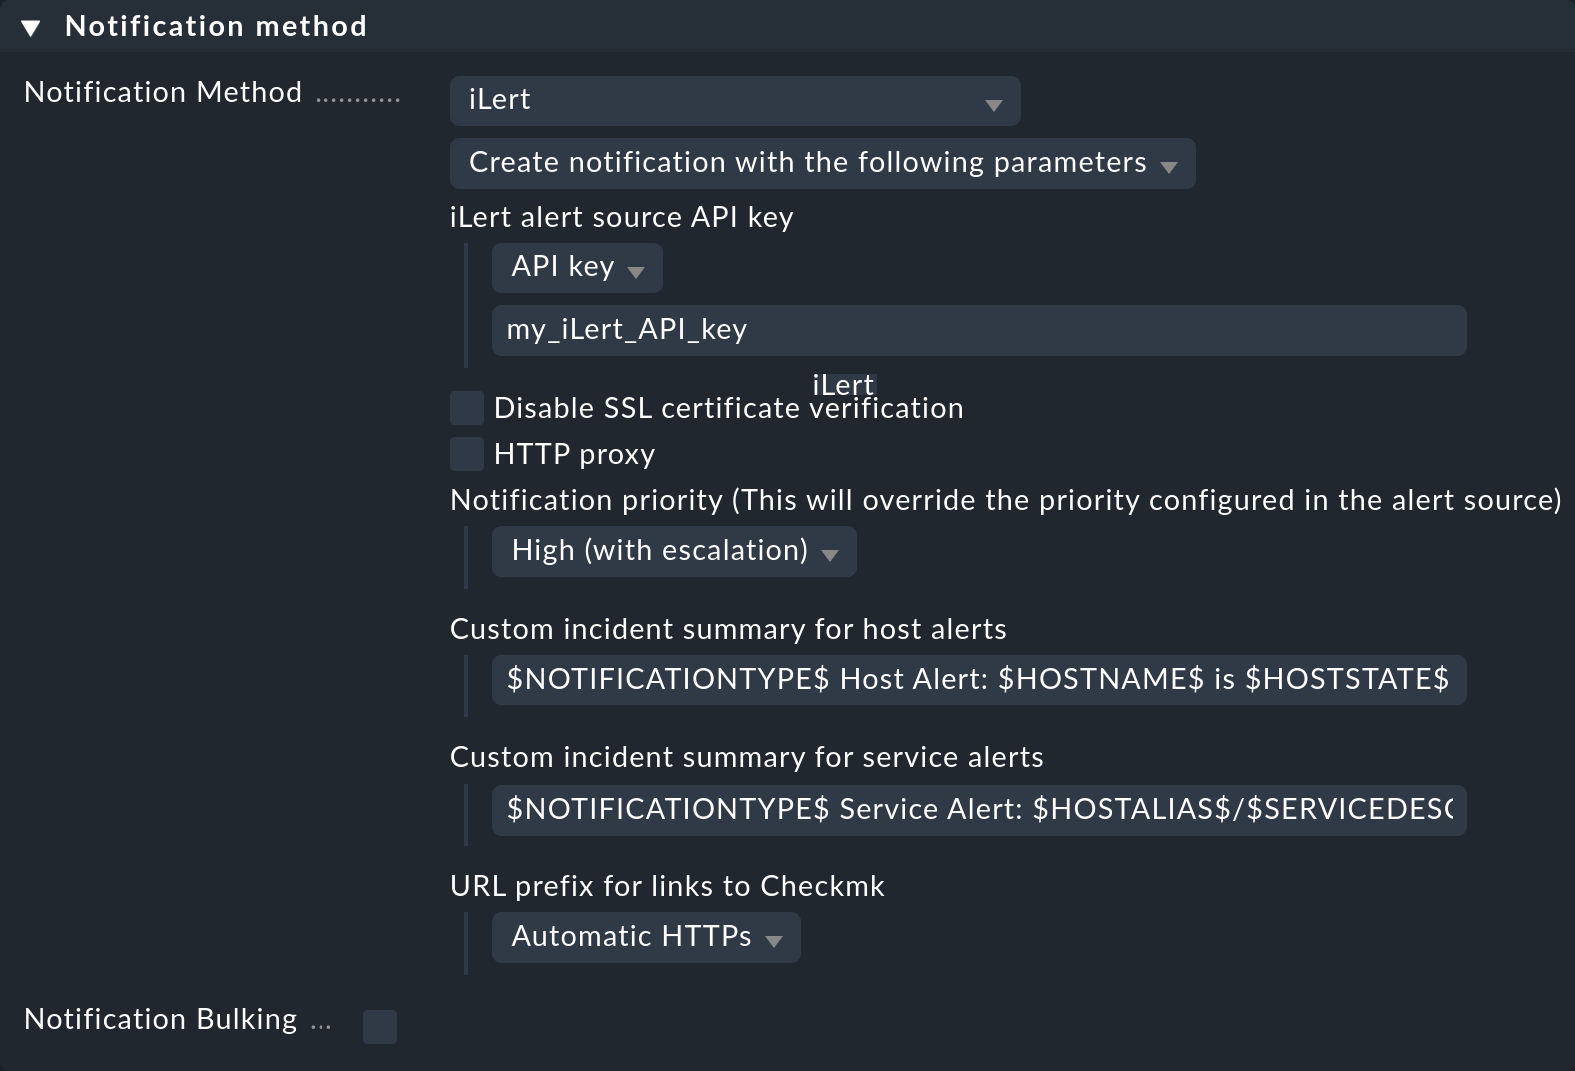 Notification method
Notification Method ...........
iLert
Create notification with the following parameters
iLert alert source API key
API key
my_iLert_API_key
iLert
Disable SSL certificate verification
HTTP proxy
Notification priority (This will override the priority configured in the alert source)
High (with escalation)
Custom incident summary for host alerts
$NOTIFICATIONTYPE$ Host Alert: $HOSTNAME$ is $HOSTSTATE$
Custom incident summary for service alerts
$NOTIFICATIONTYPE$ Service Alert: $HOSTALIAS$/$SERVICEDESC
URL prefix for links to Checkmk
Automatic HTTPs
Notification Bulking ...